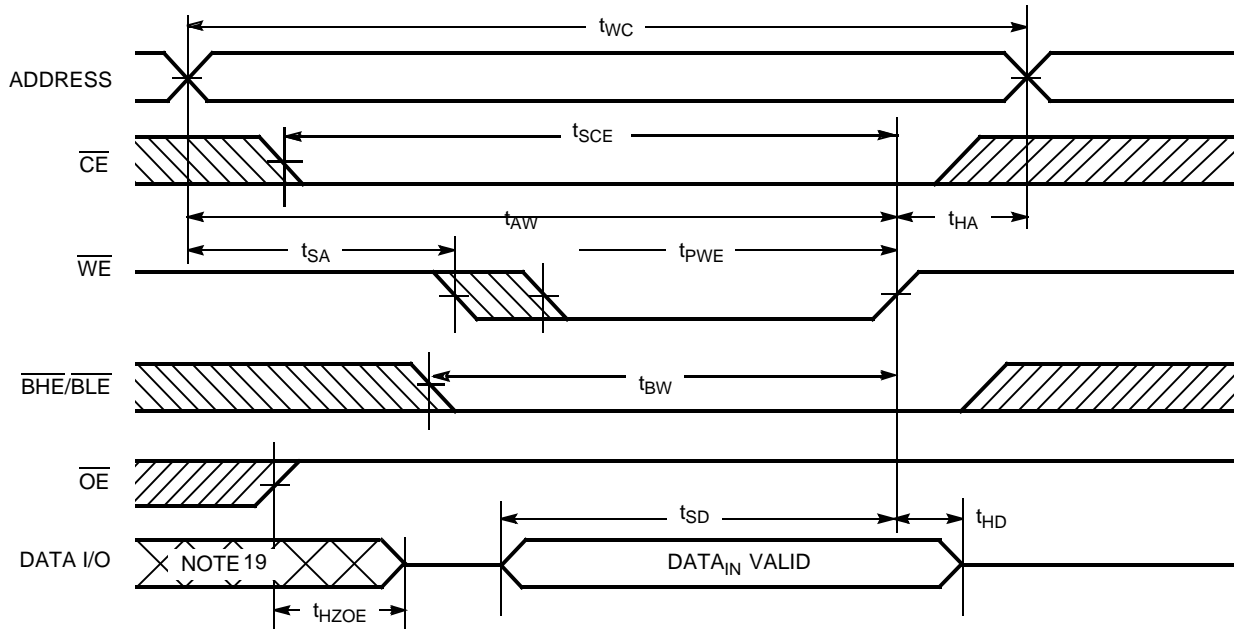 tWC
ADDRESS
tSCE
CE
tAW
tHA
tSA
tPWE
WE
BHE/BLE
tBW
OE
tSD
tHD
DATA I/O
NOTE 19
DATAIN VALID
tHZOE